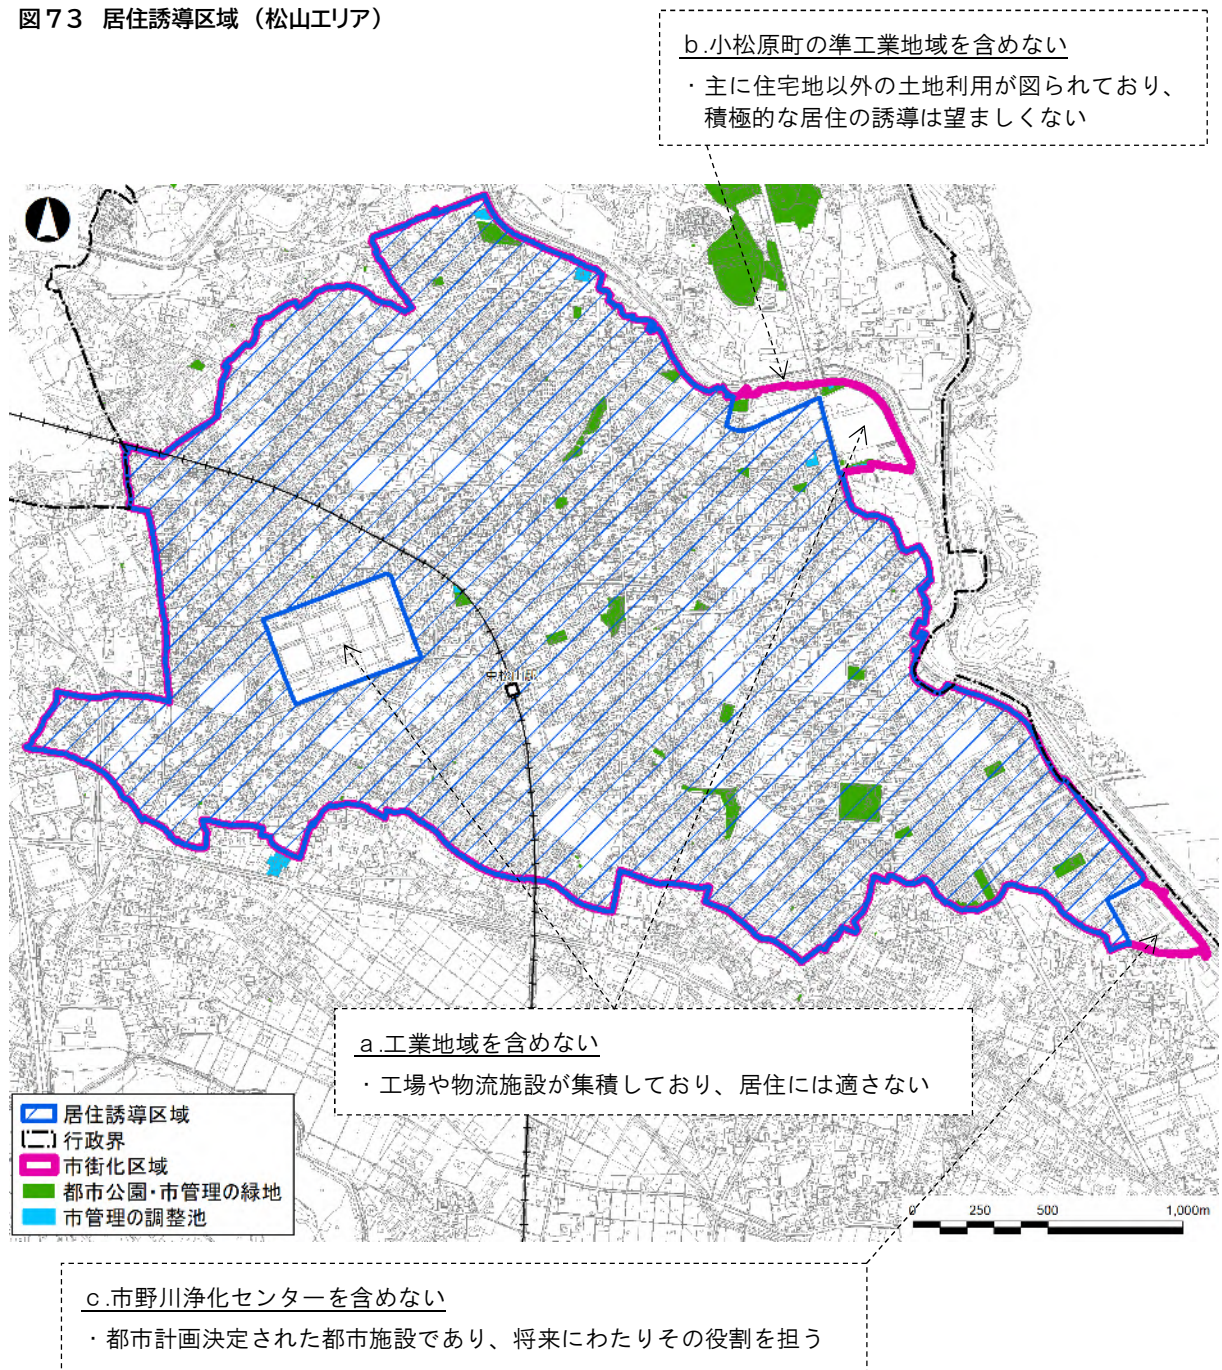 図73 居住誘導区域（松山エリア）
b.小松原町の準工業地域を含めない
・主に住宅地以外の土地利用が図られており、
積極的な居住の誘導は望ましくない
a.工業地域を含めない
・工場や物流施設が集積しており、居住には適さない
居住誘導区域
行政界
市街化区域
都市公園・市管理の緑地
市管理の調整池
0 250 500 1,000m
c.市野川浄化センターを含めない
・都市計画決定された都市施設であり、将来にわたりその役割を担う